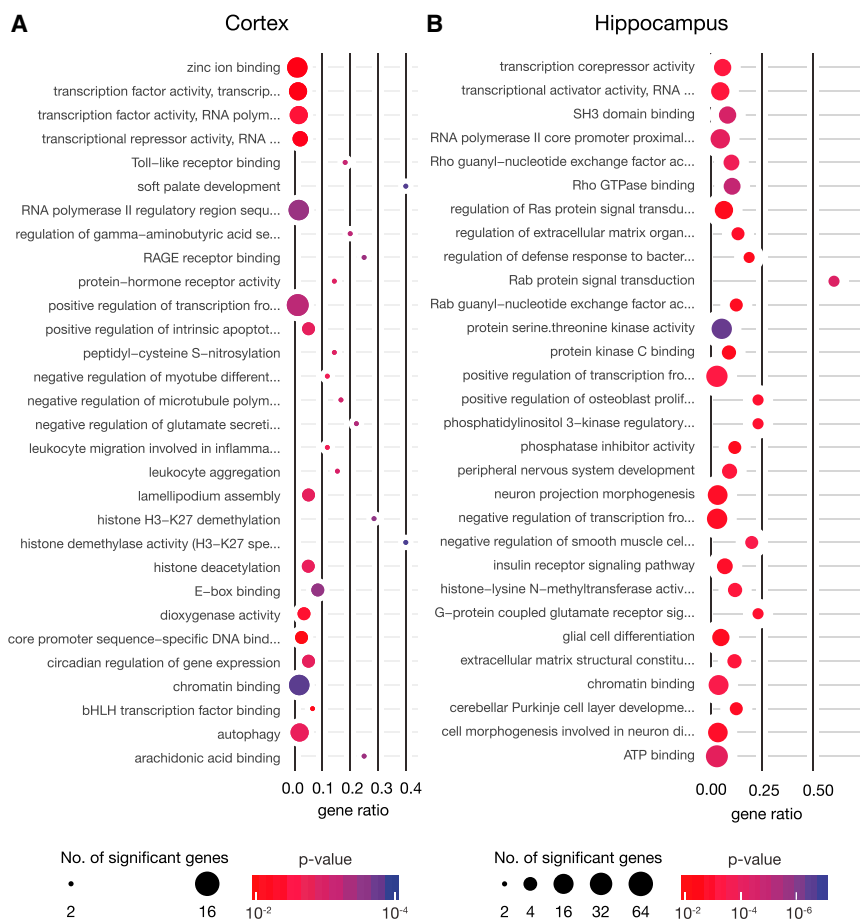 A Cortex
zinc ion binding
transcription factor activity, transcrip...
transcription factor activity, RNA polym...
transcriptional repressor activity, RNA ...
Toll−like receptor binding
soft palate development
RNA polymerase II regulatory region sequ...
regulation of gamma−aminobutyric acid se...
RAGE receptor binding
protein−hormone receptor activity
positive regulation of transcription fro...
positive regulation of intrinsic apoptot...
peptidyl−cysteine S−nitrosylation
negative regulation of myotube different...
negative regulation of microtubule polym...
negative regulation of glutamate secreti...
leukocyte migration involved in inflamma...
leukocyte aggregation
lamellipodium assembly
histone H3−K27 demethylation
histone demethylase activity (H3−K27 spe...
histone deacetylation
E−box binding
dioxygenase activity
core promoter sequence−specific DNA bind...
circadian regulation of gene expression
chromatin binding
bHLH transcription factor binding
autophagy
arachidonic acid binding
0.0 0.1 0.2 0.3 0.4
gene ratio
No. of significant genes
2 16
p-value
10-2 10-4
B Hippocampus
transcription corepressor activity
transcriptional activator activity, RNA ...
SH3 domain binding
RNA polymerase II core promoter proximal...
Rho guanyl−nucleotide exchange factor ac...
Rho GTPase binding
regulation of Ras protein signal transdu...
regulation of extracellular matrix organ...
regulation of defense response to bacter...
Rab protein signal transduction
Rab guanyl−nucleotide exchange factor ac...
protein serine.threonine kinase activity
protein kinase C binding
positive regulation of transcription fro...
positive regulation of osteoblast prolif...
phosphatidylinositol 3−kinase regulatory...
phosphatase inhibitor activity
peripheral nervous system development
neuron projection morphogenesis
negative regulation of transcription fro...
negative regulation of smooth muscle cel...
insulin receptor signaling pathway
histone−lysine N−methyltransferase activ...
G−protein coupled glutamate receptor sig...
glial cell differentiation
extracellular matrix structural constitu...
chromatin binding
cerebellar Purkinje cell layer developme...
cell morphogenesis involved in neuron di...
ATP binding
0.00 0.25 0.50
gene ratio
No. of significant genes
2 4 16 32 64
p-value
10-2 10-4 10-6